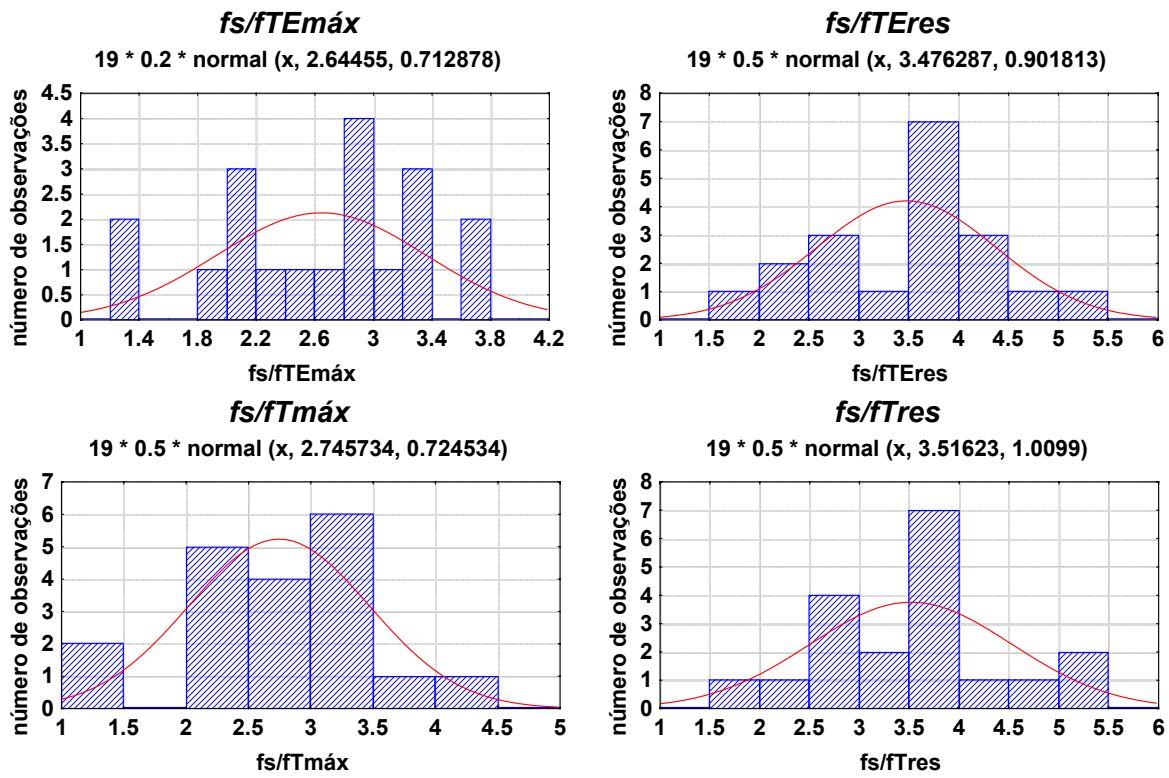 fs/fTEmáx
19 * 0.2 * normal (x, 2.64455, 0.712878)
número de observações
4.5
4
3.5
3
2.5
2
1.5
1
0.5
0
1 1.4 1.8 2.2 2.6 3 3.4 3.8 4.2
fs/fTEmáx
fs/fTEres
19 * 0.5 * normal (x, 3.476287, 0.901813)
número de observações
8
7
6
5
4
3
2
1
0
1 1.5 2 2.5 3 3.5 4 4.5 5 5.5 6
fs/fTEres
fs/fTmáx
19 * 0.5 * normal (x, 2.745734, 0.724534)
número de observações
7
6
5
4
3
2
1
0
1 1.5 2 2.5 3 3.5 4 4.5 5
fs/fTmáx
fs/fTres
19 * 0.5 * normal (x, 3.51623, 1.0099)
número de observações
8
7
6
5
4
3
2
1
0
1 1.5 2 2.5 3 3.5 4 4.5 5 5.5 6
fs/fTres